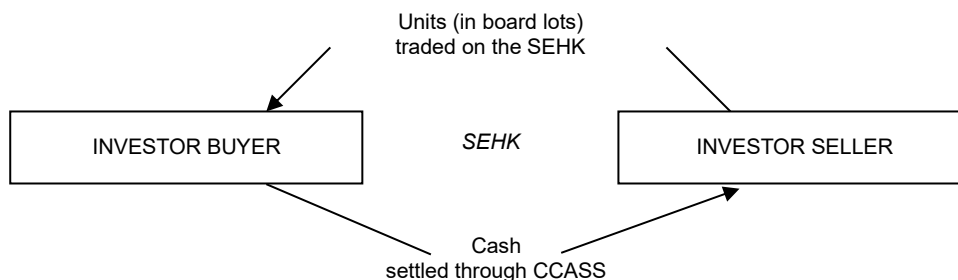 Units (in board lots)
traded on the SEHK
INVESTOR BUYER
SEHK
INVESTOR SELLER
Cash
settled through CCASS